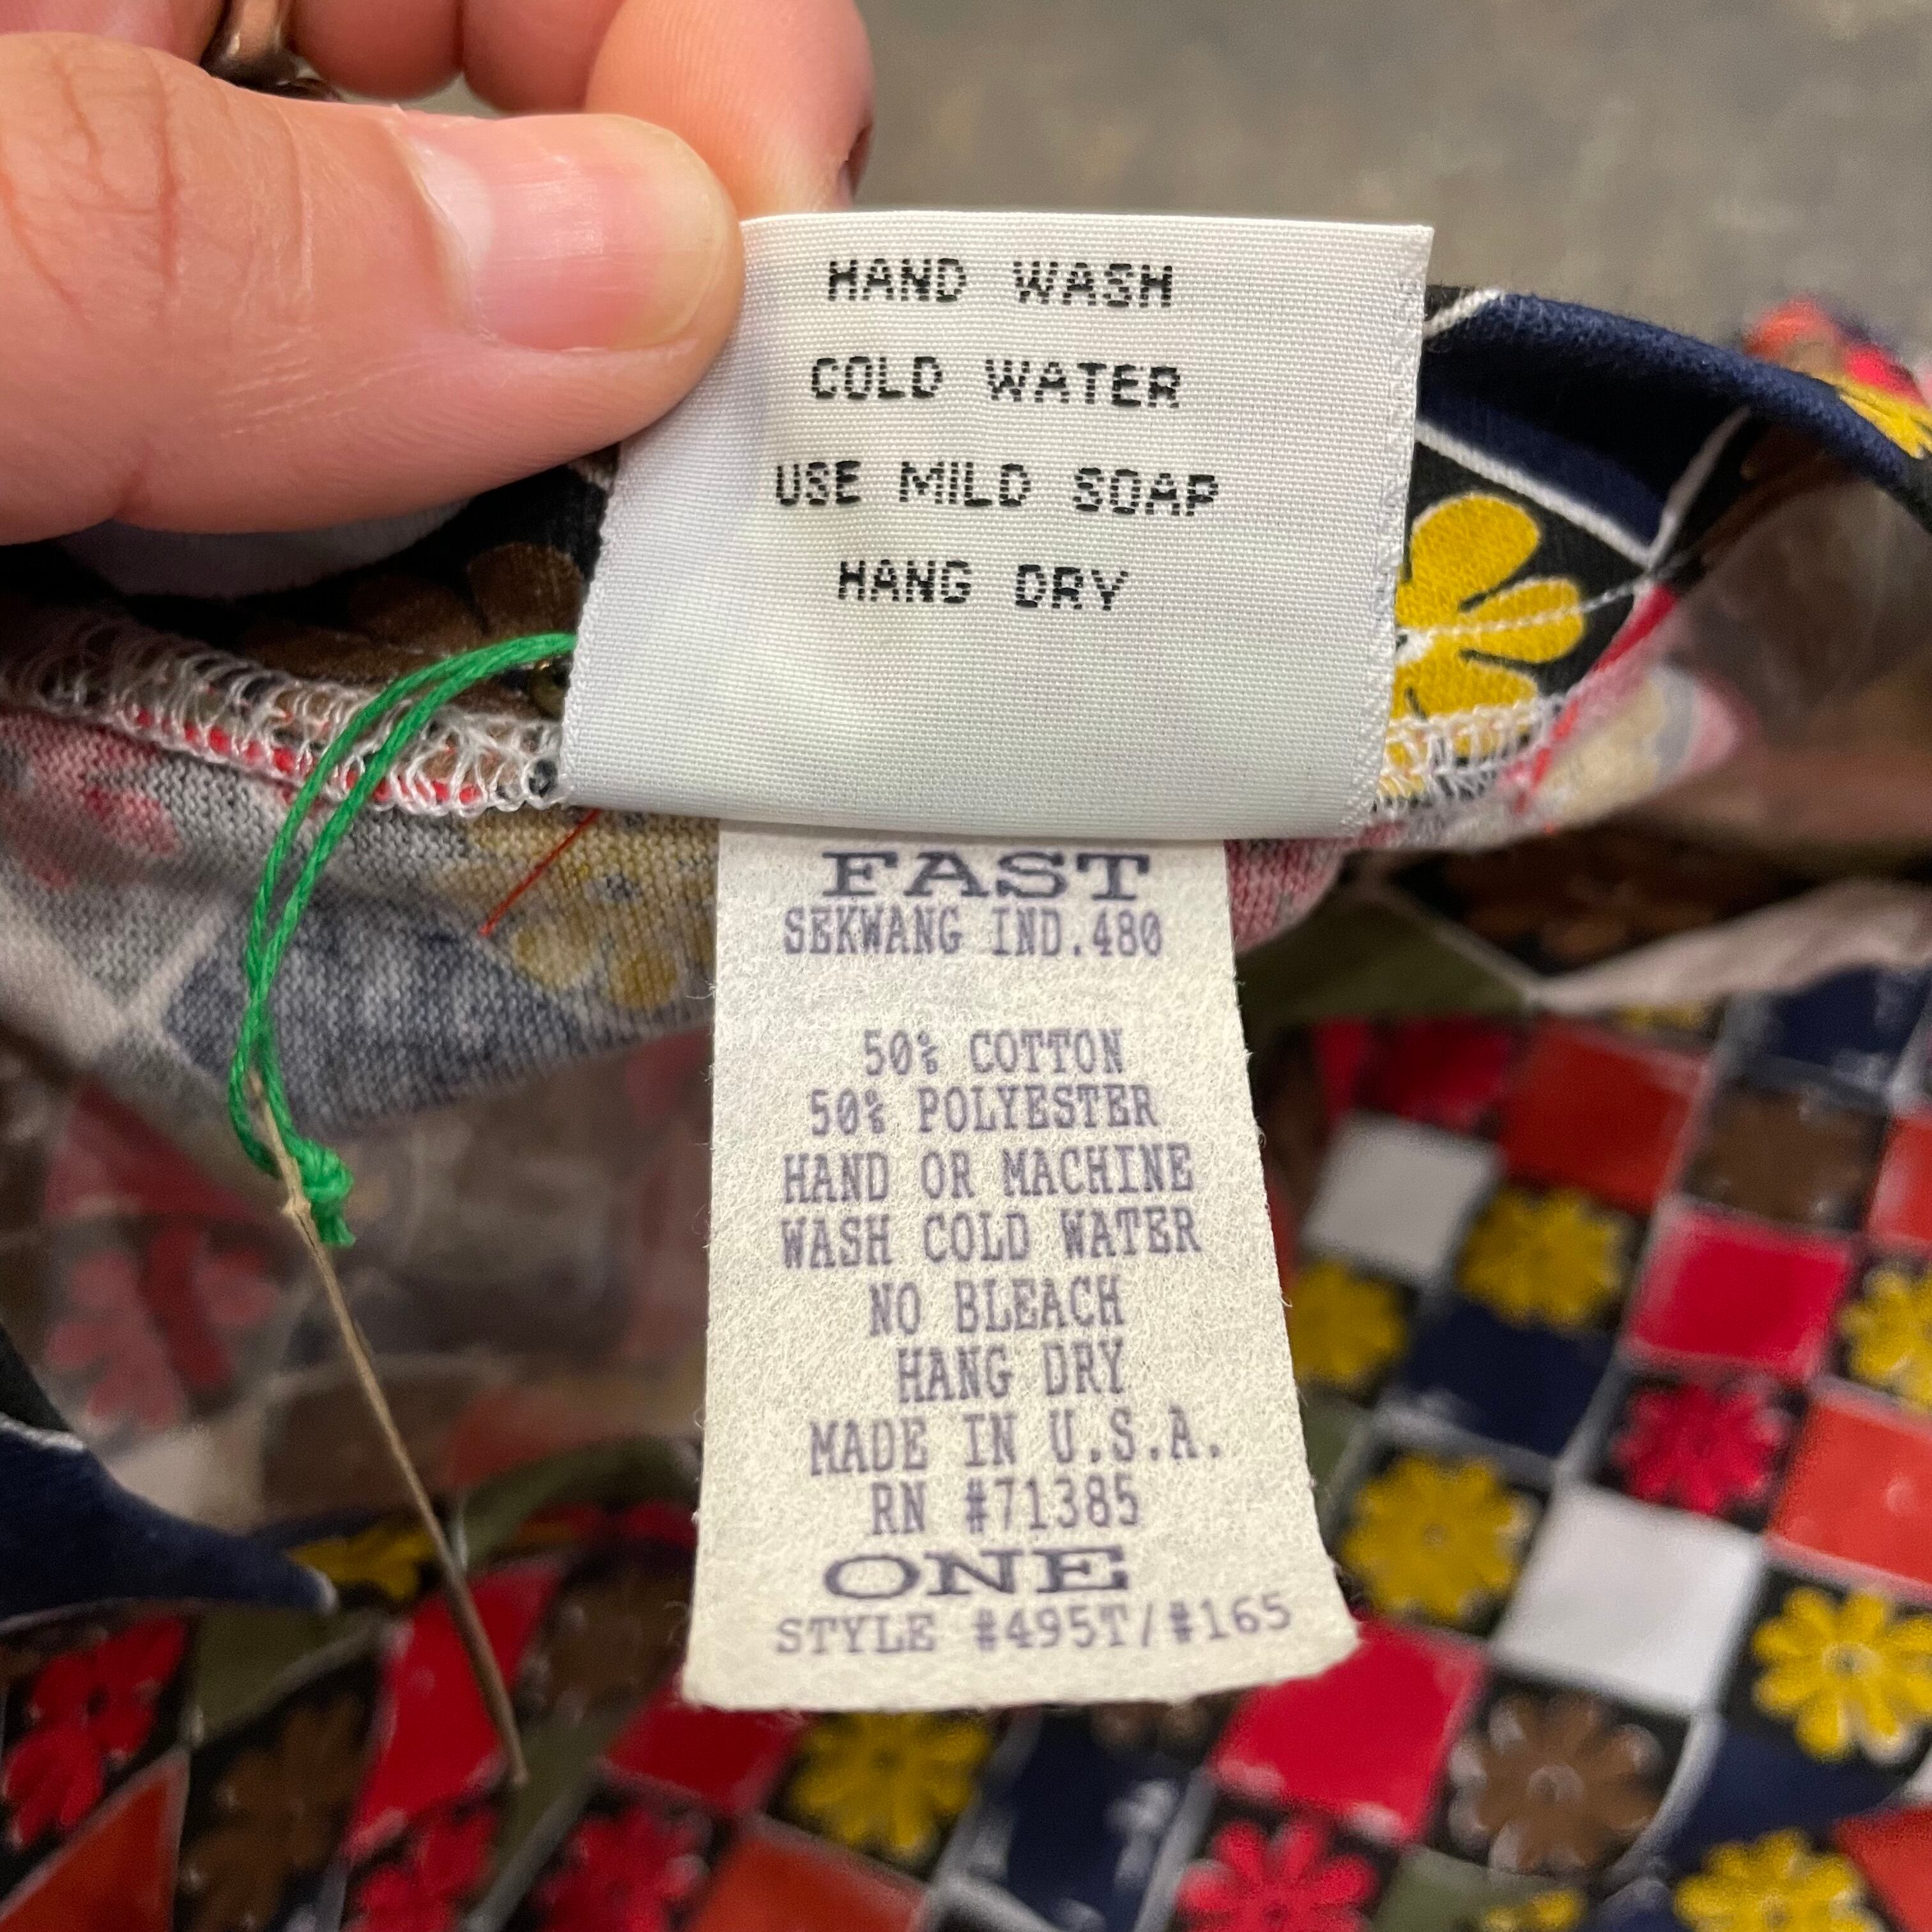 HAND WASH
COLD WATER
USE MILD SOAP
HANG DRY
FAST
SEKWANG IND.480
50% COTTON
50% POLYESTER
HAND OR MACHINE
WASH COLD WATER
NO BLEACH
HANG DRY
MADE IN U.S.A.
RN #71385
ONE
STYLE #495T/#165